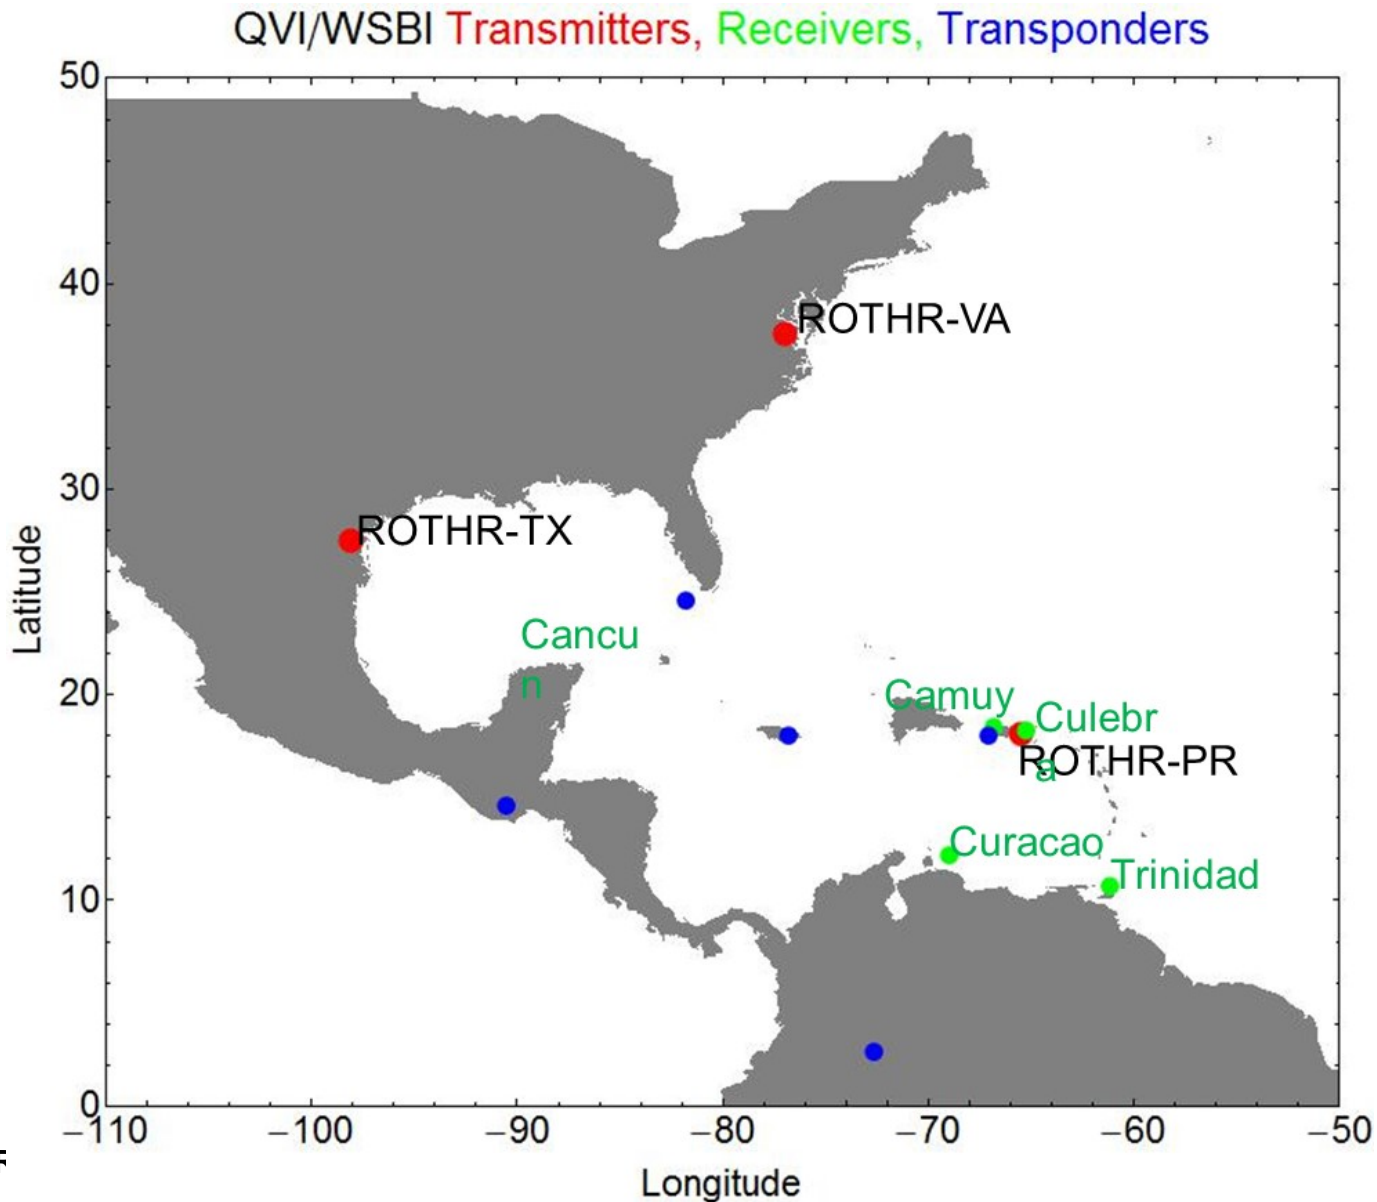 QVI/WSBI Transmitters, Receivers, Transponders
50
40
ROTHR-VA
30
ROTHR-TX
Latitude
Cancu
n
20
Camuy
Culebr
a
ROTHR-PR
Curacao
Trinidad
10
0
−110 −100 −90 −80 −70 −60 −50
Longitude